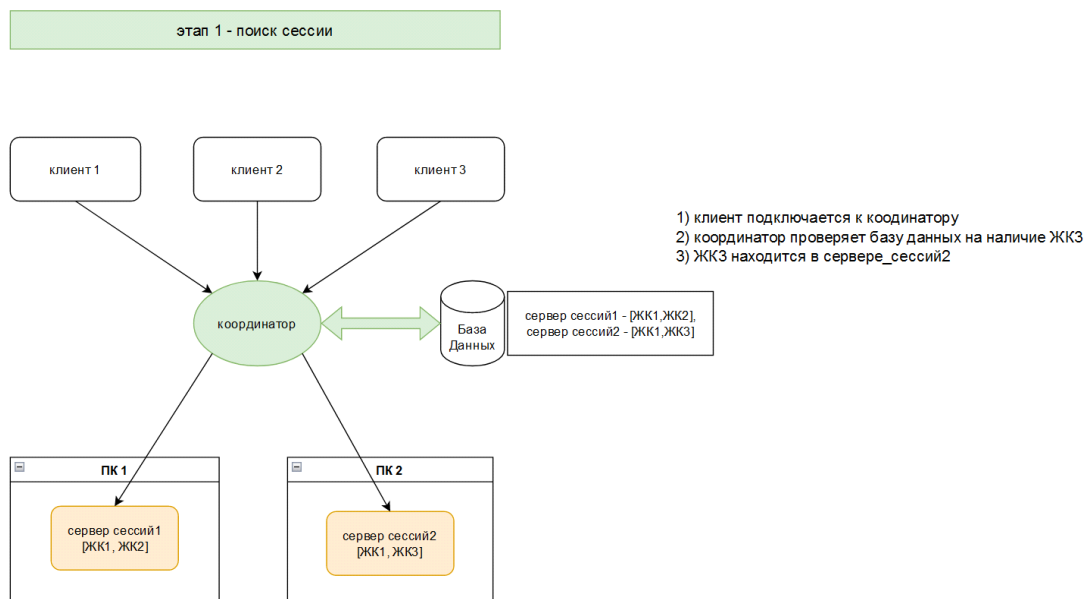 этап 1 - поиск сессии
клиент 1
клиент 2
клиент 3
1) клиент подключается к коодинатору
2) координатор проверяет базу данных на наличие ЖК3
3) ЖК3 находится в сервере_сессий2
координатор
База
Данных
сервер сессий1 - [ЖК1,ЖК2],
сервер сессий2 - [ЖК1,ЖК3]
ПК 1
ПК 2
сервер сессий1
[ЖК1, ЖК2]
сервер сессий2
[ЖК1, ЖК3]